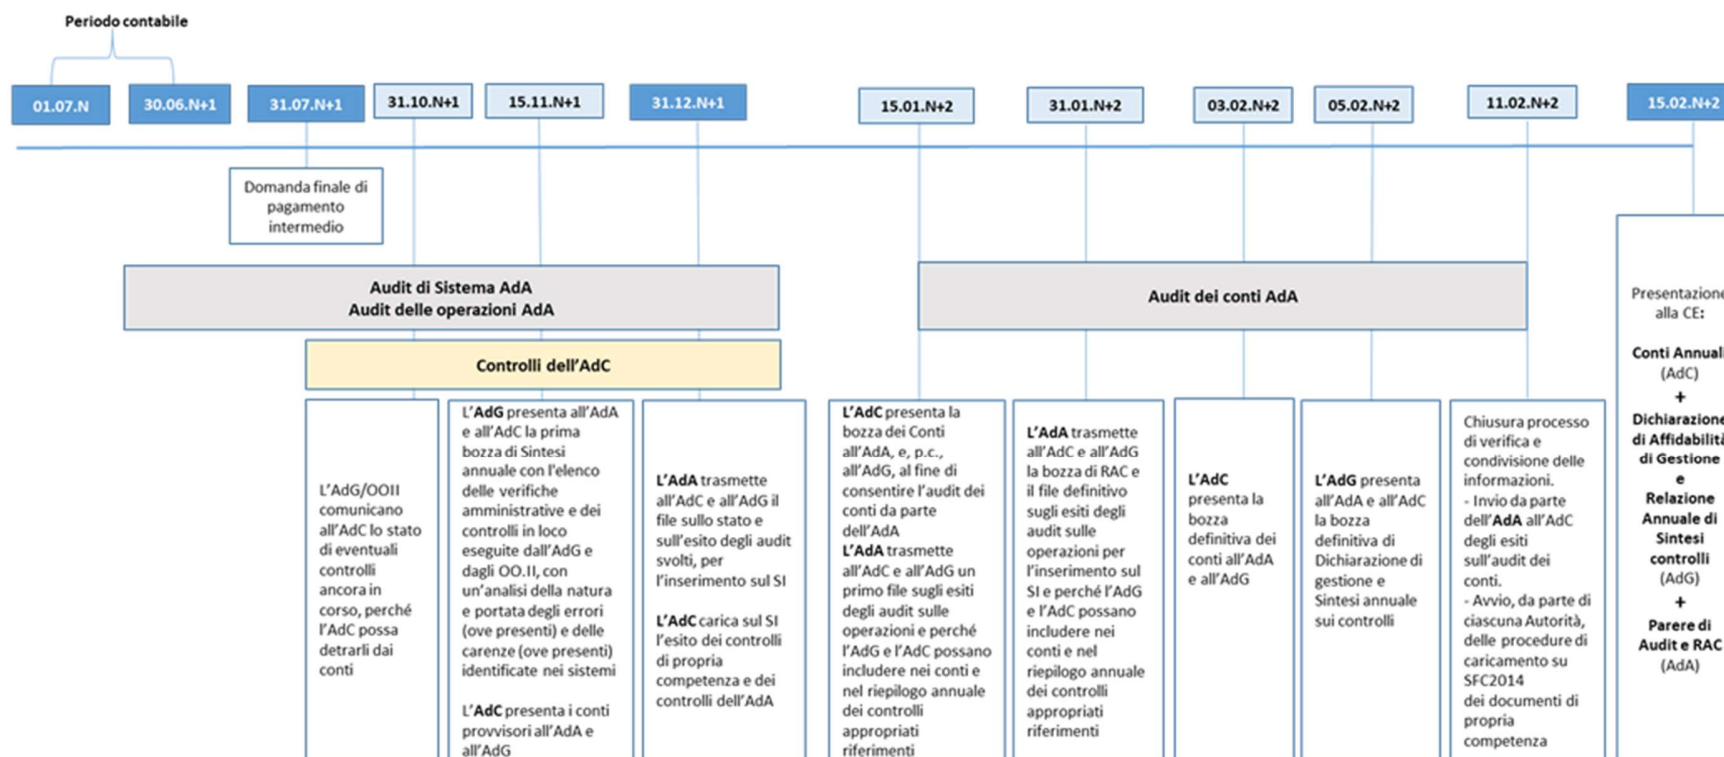 Periodo contabile
01.07.N
30.06.N+1
31.07.N+1
31.10.N+1
15.11.N+1
31.12.N+1
15.01.N+2
31.01.N+2
03.02.N+2
05.02.N+2
11.02.N+2
15.02.N+2
Domanda finale di
pagamento
intermedio
Audit di Sistema AdA
Audit delle operazioni AdA
Audit dei conti AdA
Controlli dell'AdC
L'AdG/OOII
comunicano
all'AdC lo stato
di eventuali
controlli
ancora in
corso, perché
l'AdC possa
detrarli dai
conti
L'AdG presenta all'AdA
e all'AdC la prima
bozza di Sintesi
annuale con l'elenco
delle verifiche
amministrative e dei
controlli in loco
eseguite dall'AdG e
dagli OO.II, con
un'analisi della natura
e portata degli errori
(ove presenti) e delle
carenze (ove presenti)
identificate nei sistemi
L'AdC presenta i conti
provvisori all'AdA e
all'AdG
L'AdA trasmette
all'AdC e all'AdG il
file sullo stato e
sull'esito degli audit
svolti, per
l'inserimento sul SI
L'AdC carica sul SI
l'esito dei controlli
di propria
competenza e dei
controlli dell'AdA
L'AdC presenta la
bozza dei Conti
all'AdA, e, p.c.,
all'AdG, al fine di
consentire l'audit dei
conti da parte
dell'AdA
L'AdA trasmette
all'AdC e all'AdG un
primo file sugli esiti
degli audit sulle
operazioni e perché
l'AdG e l'AdC possano
includere nei conti e
nel riepilogo annuale
dei controlli
appropriati
riferimenti
L'AdA trasmette
all'AdC e all'AdG
la bozza di RAC e
il file definitivo
sugli esiti degli
audit sulle
operazioni per
l'inserimento sul
SI e perché l'AdG
e l'AdC possano
includere nei
conti e nel
riepilogo annuale
dei controlli
appropriati
riferimenti
L'AdC
presenta la
bozza
definitiva dei
conti all'AdA
e all'AdG
L'AdG presenta
all'AdA e all'AdC
la bozza
definitiva di
Dichiarazione di
gestione e
Sintesi annuale
sui controlli
Chiusura processo
di verifica e
condivisione delle
informazioni.
- Invio da parte
dell'AdA all'AdC
degli esiti
sull'audit dei
conti.
- Avvio, da parte di
ciascuna Autorità,
delle procedure di
caricamento su
SFC2014
dei documenti di
propria
competenza
Presentazione
alla CE:
Conti Annuali
(AdC)
+
Dichiarazione
di Affidabilità
di Gestione
e
Relazione
Annuale di
Sintesi
controlli
(AdG)
+
Parere di
Audit e RAC
(AdA)